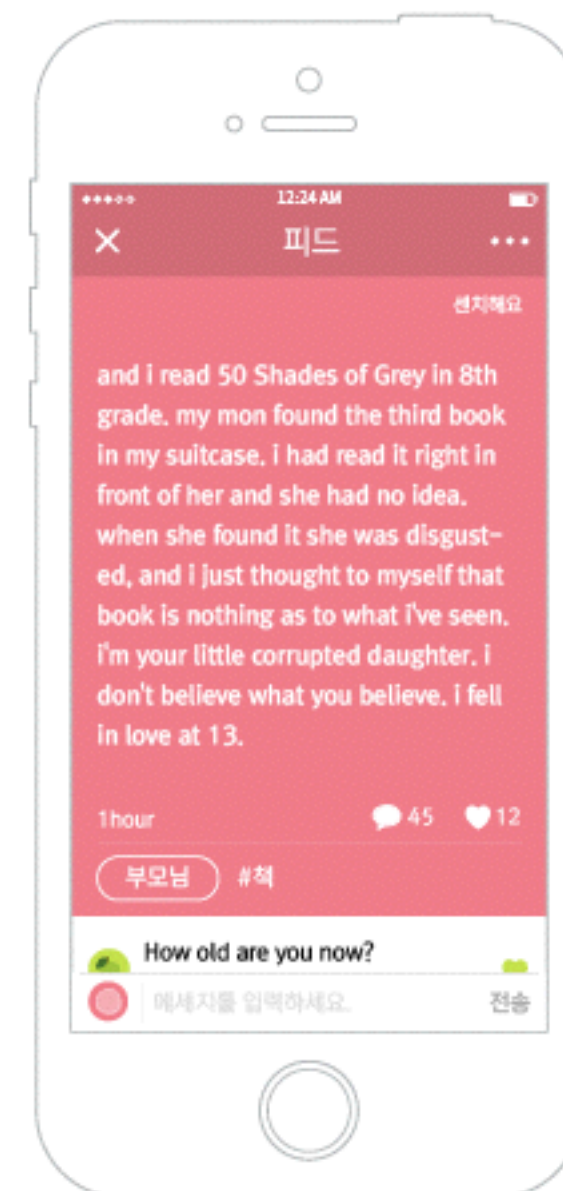 12:24 AM
피드
센치해요
and i read 50 Shades of Grey in 8th
grade. my mon found the third book
in my suitcase. i had read it right in
front of her and she had no idea.
when she found it she was disgust-
ed, and i just thought to myself that
book is nothing as to what i've seen.
i'm your little corrupted daughter. i
don't believe what you believe. i fell
in love at 13.
1hour 45 12
부모님 #책
How old are you now?
메세지를 입력하세요. 전송